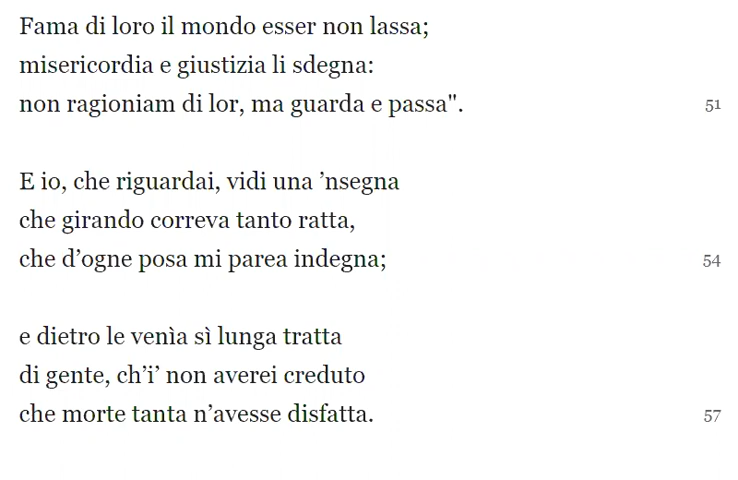 Fama di loro il mondo esser non lassa;
misericordia e giustizia li sdegna:
non ragioniam di lor, ma guarda e passa". 51
E io, che riguardai, vidi una ’nsegna
che girando correva tanto ratta,
che d’ogne posa mi parea indegna; 54
e dietro le venìa sì lunga tratta
di gente, ch’i’ non averei creduto
che morte tanta n’avesse disfatta. 57